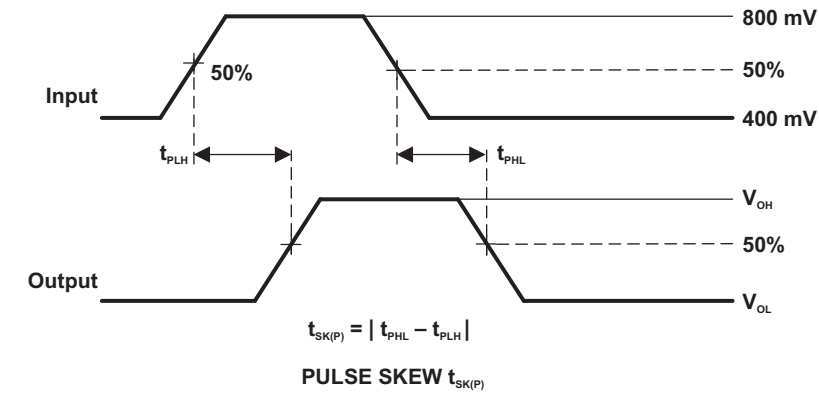 800 mV
50%
50%
Input
400 mV
tPLH
tPHL
VOH
50%
Output
VOL
tSK(P) = | tPHL – tPLH |
PULSE SKEW tSK(P)